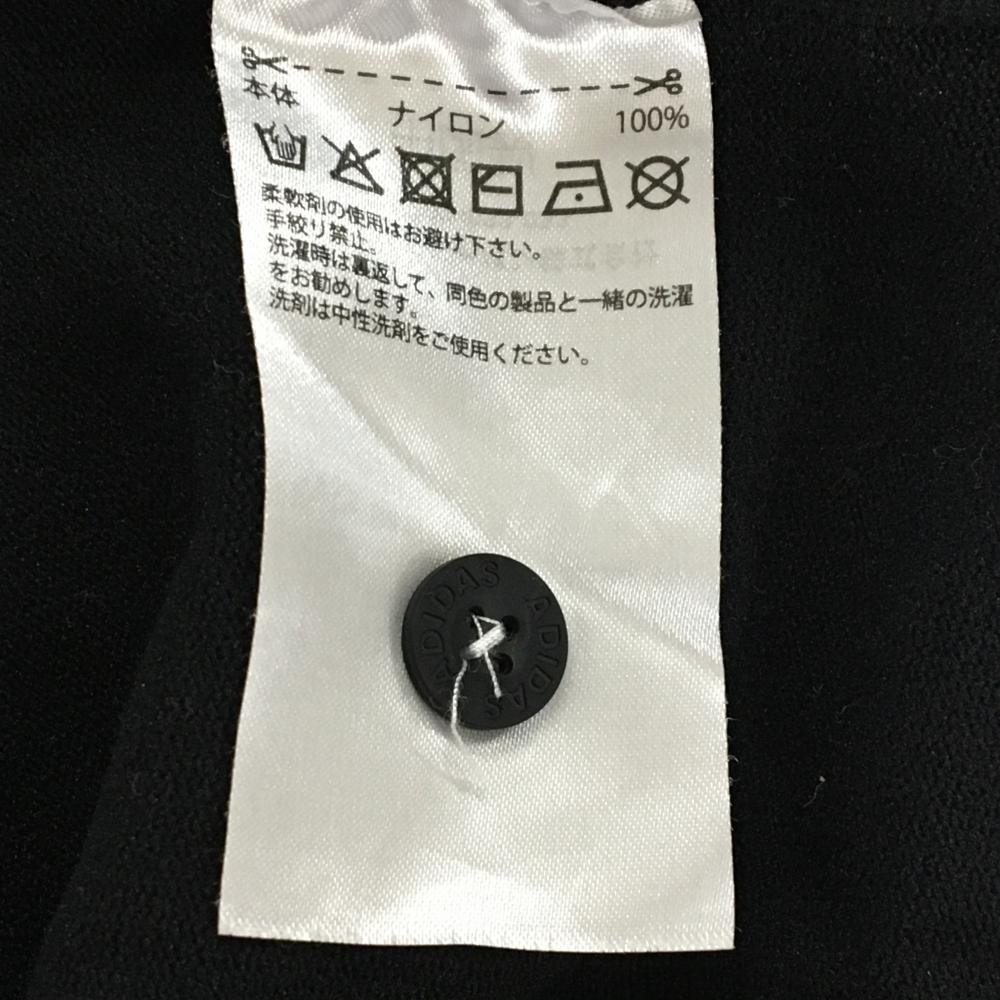 本体 ナイロン 100%
柔軟剤の使用はお避け下さい。
手絞り禁止。
洗濯時は裏返して、同色の製品と一緒の洗濯
をお勧めします。
洗剤は中性洗剤をご使用ください。
ADIDAS ADIDAS